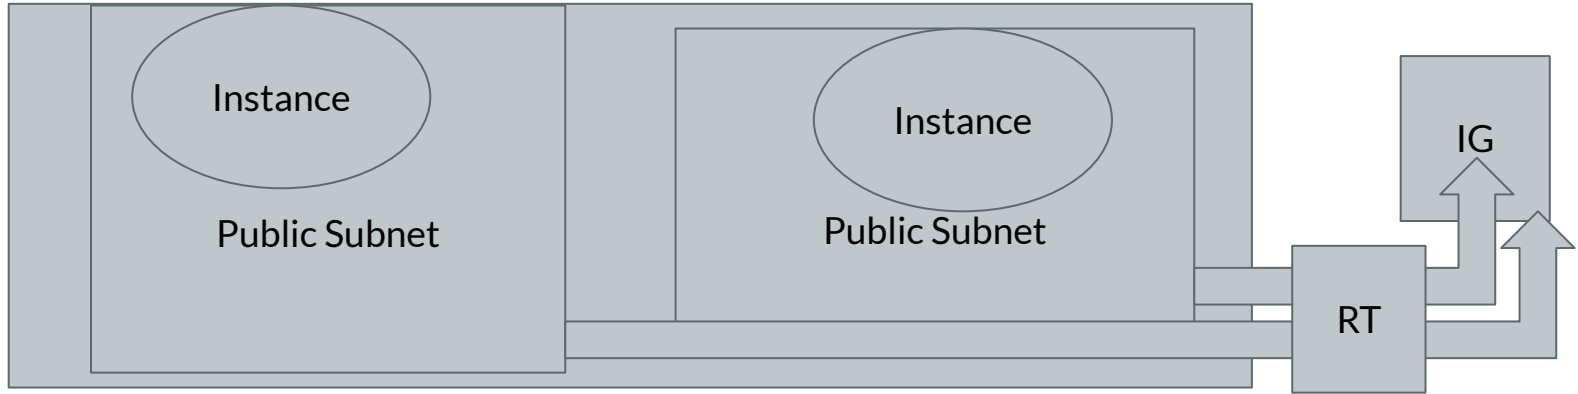 Instance
Public Subnet
Instance
Public Subnet
RT
IG